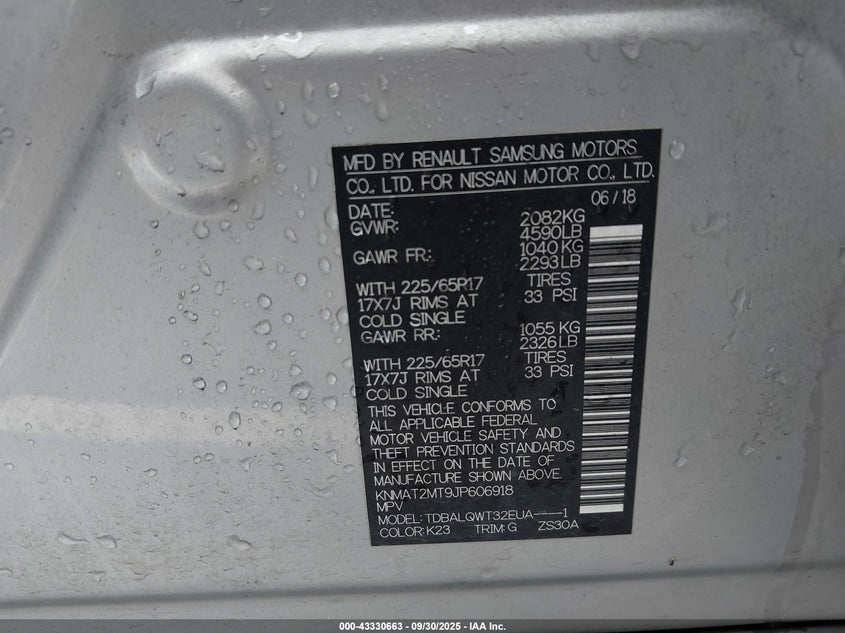 MFD BY RENAULT SAMSUNG MOTORS
CO., LTD. FOR NISSAN MOTOR CO., LTD.
DATE: 06/18
GVWR: 2082KG
4590LB
GAWR FR: 1040 KG
2293LB
WITH 225/65R17 TIRES
17X7J RIMS AT 33 PSI
COLD SINGLE
GAWR RR: 1055 KG
2326LB
WITH 225/65R17 TIRES
17X7J RIMS AT 33 PSI
COLD SINGLE
THIS VEHICLE CONFORMS TO
ALL APPLICABLE FEDERAL
MOTOR VEHICLE SAFETY AND
THEFT PREVENTION STANDARDS
IN EFFECT ON THE DATE OF
MANUFACTURE SHOWN ABOVE.
KNMAT2MT9JP606918
MPV
MODEL: TDBALQWT32EUA----1
COLOR: K23 TRIM: G ZS30A
000-43330663 - 09/30/2025 - IAA Inc.